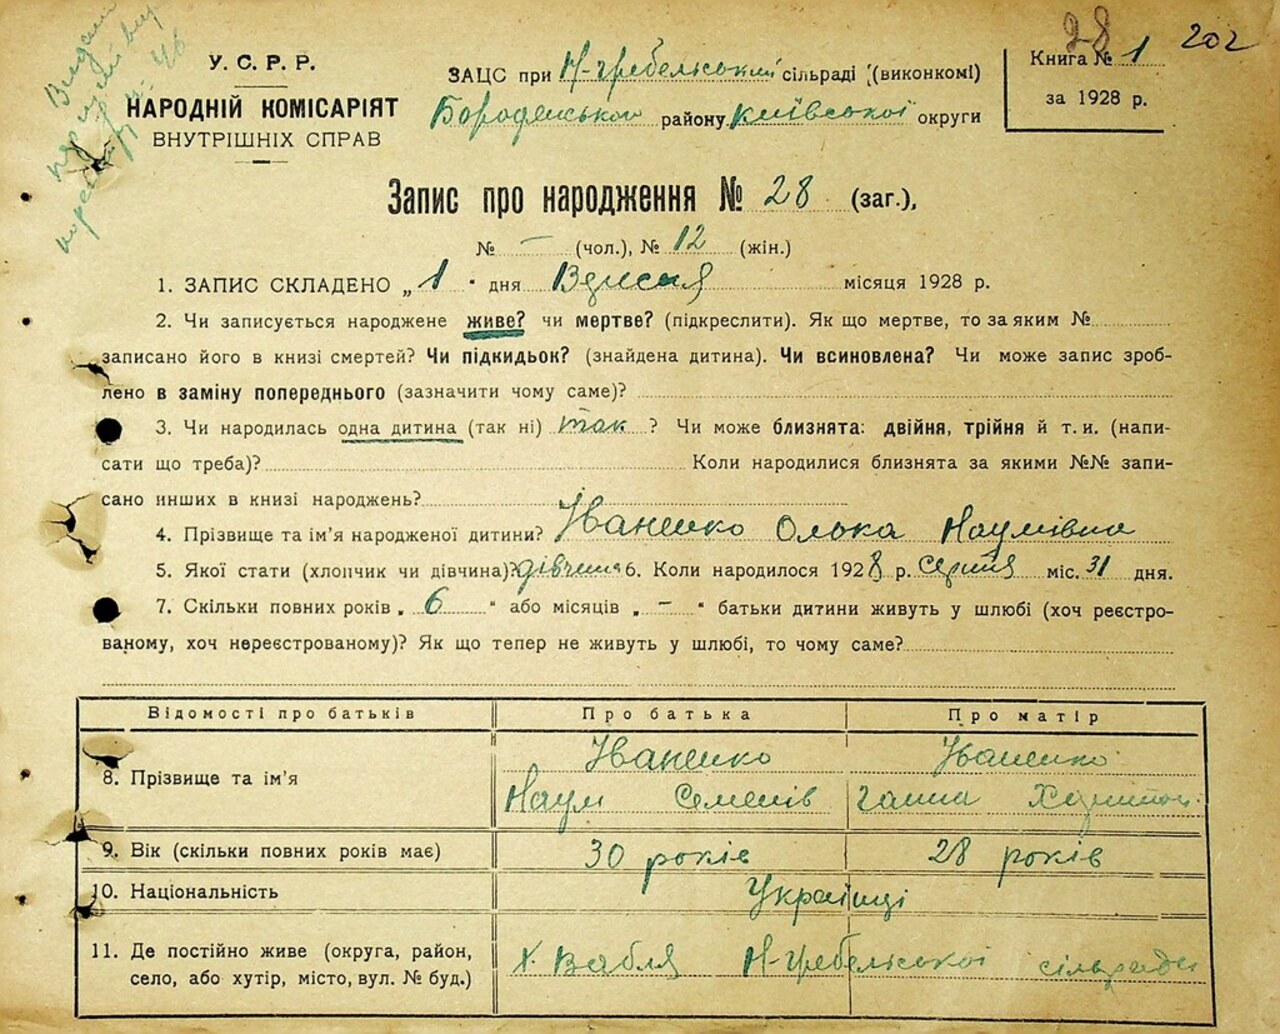 28 202
У. С. Р. Р.
НАРОДНІЙ КОМІСАРІЯТ
ВНУТРІШНІХ СПРАВ
ЗАЦС при Н-Гребельський сільраді (виконкомі)
Бородянського району Київської округи
Книга № 1
за 1928 р.
Запис про народження № 28 (заг.),
№ — (чол.), № 12 (жін.)
1. ЗАПИС СКЛАДЕНО „ 1 " дня Вдисня місяця 1928 р.
2. Чи записується народжене живе? чи мертве? (підкреслити). Як що мертве, то за яким №
записано його в книзі смертей? Чи підкидьок? (знайдена дитина). Чи всиновлена? Чи може запис зроб-
лено в заміну попереднього (зазначити чому саме)?
3. Чи народилась одна дитина (так ні) так ? Чи може близнята: двійня, трійня й т. и. (напи-
сати що треба)? Коли народилися близнята за якими №№ запи-
сано инших в книзі народжень?
4. Прізвище та ім'я народженої дитини? Іваненко Олька Наумівна
5. Якої стати (хлопчик чи дівчина)? дівчина 6. Коли народилося 1928 р. серпня міс. 31 дня.
7. Скільки повних років „ 6 " або місяців „ — " батьки дитини живуть у шлюбі (хоч реєстро-
ваному, хоч нереєстрованому)? Як що тепер не живуть у шлюбі, то чому саме?
Відомості про батьків Про батька Про матір
8. Прізвище та ім'я Іваненко Наум Семенів Іваненко Ганна
9. Вік (скільки повних років має) 30 років 28 років
10. Національність Українці
11. Де постійно живе (округа, район,
село, або хутір, місто, вул. № буд.)
х. Вабля Н-Гребельської сільради